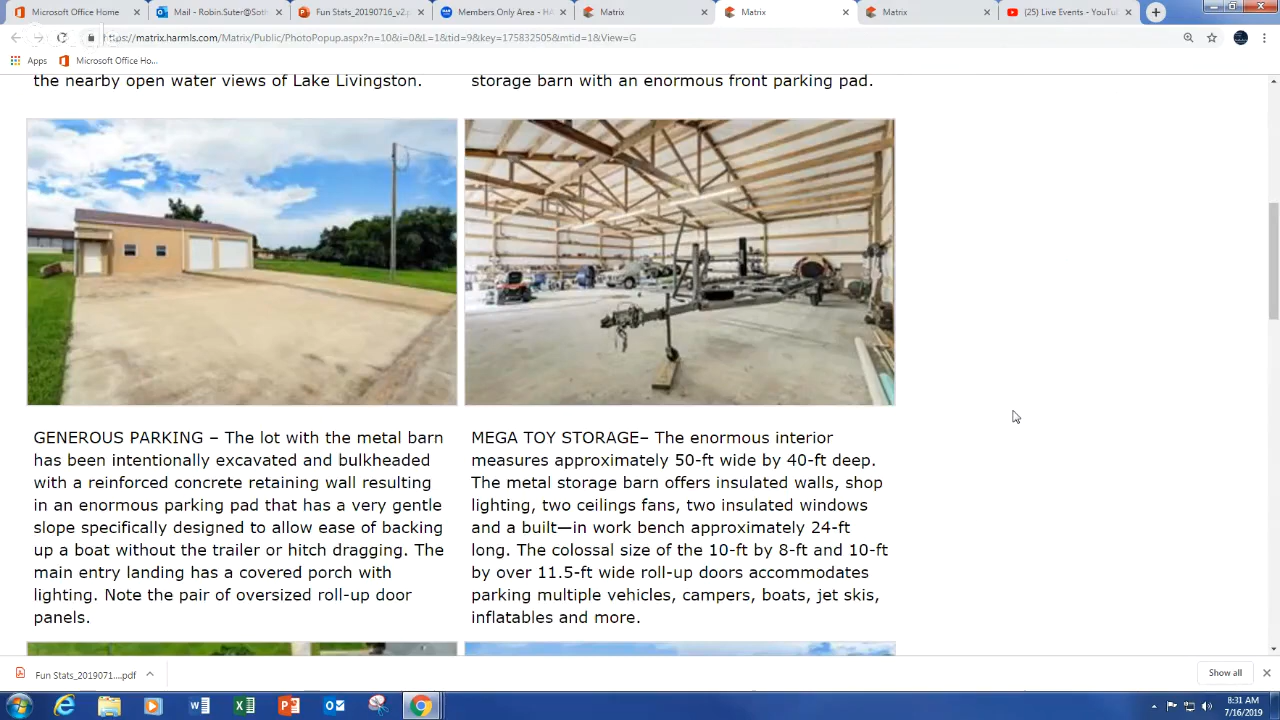 Microsoft Office Home
Mail - Robin.Suter@Soth
Fun Stats_20190716_v2.p
Members Only Area - HA
Matrix
Matrix
Matrix
(25) Live Events - YouTu
https://matrix.harmls.com/Matrix/Public/PhotoPopup.aspx?n=10&i=0&L=1&tid=9&key=175832505&mtid=1&View=G
Apps
Microsoft Office Ho...
the nearby open water views of Lake Livingston.
storage barn with an enormous front parking pad.
GENEROUS PARKING – The lot with the metal barn
has been intentionally excavated and bulkheaded
with a reinforced concrete retaining wall resulting
in an enormous parking pad that has a very gentle
slope specifically designed to allow ease of backing
up a boat without the trailer or hitch dragging. The
main entry landing has a covered porch with
lighting. Note the pair of oversized roll-up door
panels.
MEGA TOY STORAGE– The enormous interior
measures approximately 50-ft wide by 40-ft deep.
The metal storage barn offers insulated walls, shop
lighting, two ceilings fans, two insulated windows
and a built—in work bench approximately 24-ft
long. The colossal size of the 10-ft by 8-ft and 10-ft
by over 11.5-ft wide roll-up doors accommodates
parking multiple vehicles, campers, boats, jet skis,
inflatables and more.
Fun Stats_2019071....pdf
Show all
8:31 AM
7/16/2019